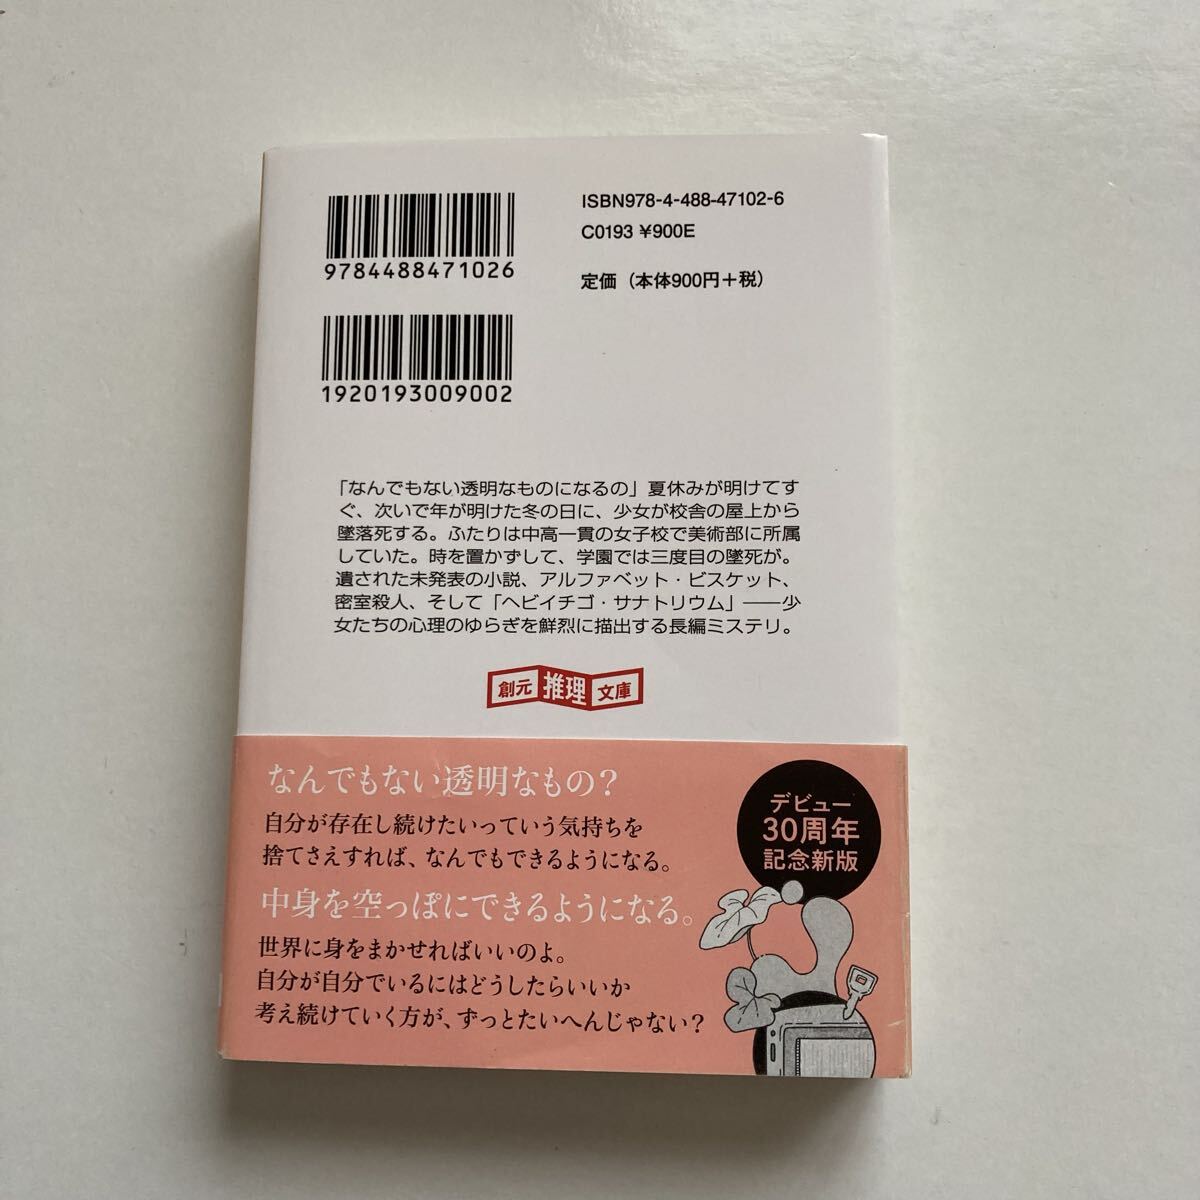 9784488471026
1920193009002
ISBN978-4-488-47102-6
C0193 ¥900E
定価（本体900円＋税）
「なんでもない透明なものになるの」夏休みが明けてす
ぐ、次いで年が明けた冬の日に、少女が校舎の屋上から
墜落死する。ふたりは中高一貫の女子校で美術部に所属
していた。時を置かずして、学園では三度目の墜死が。
遺された未発表の小説、アルファベット・ビスケット、
密室殺人、そして「ヘビイチゴ・サナトリウム」――少
女たちの心理のゆらぎを鮮烈に描出する長編ミステリ。
創元推理文庫
なんでもない透明なもの？
自分が存在し続けたいっていう気持ちを
捨てさえすれば、なんでもできるようになる。
中身を空っぽにできるようになる。
世界に身をまかせればいいのよ。
自分が自分でいるにはどうしたらいいか
考え続けていく方が、ずっとたいへんじゃない？
デビュー
30周年
記念新版